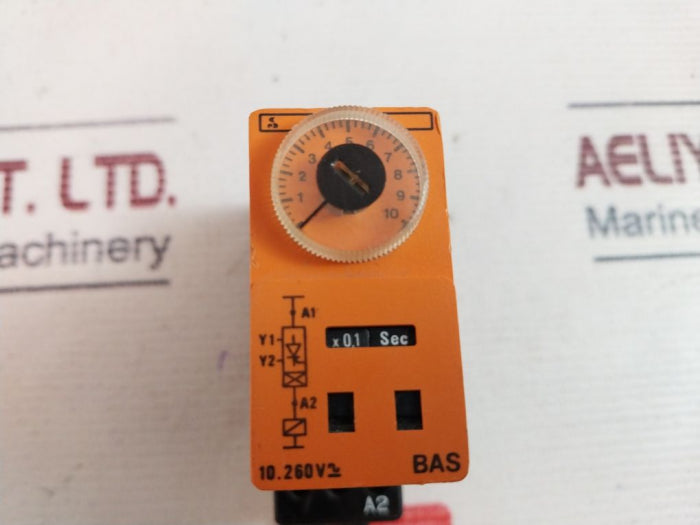 T. LTD.
achinery
AELIY
Marine
1 2 3 4 5 6 7 8 9 10
A1
Y1
Y2
x 0,1 Sec
A2
10.260V
BAS
A2